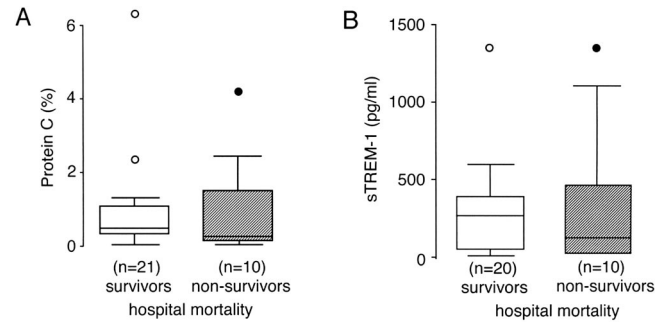 A
Protein C (%)
6
4
2
0
(n=21) (n=10)
survivors non-survivors
hospital mortality
B
sTREM-1 (pg/ml)
1500
1000
500
0
(n=20) (n=10)
survivors non-survivors
hospital mortality